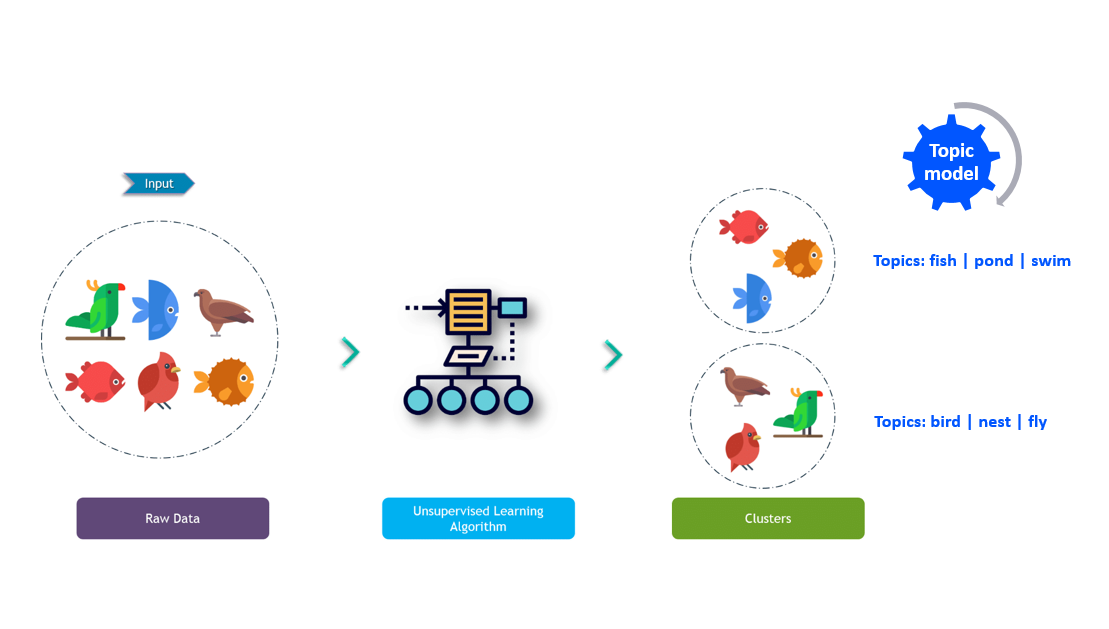 Input
Topic
model
Topics: fish | pond | swim
Topics: bird | nest | fly
Raw Data
Unsupervised Learning
Algorithm
Clusters